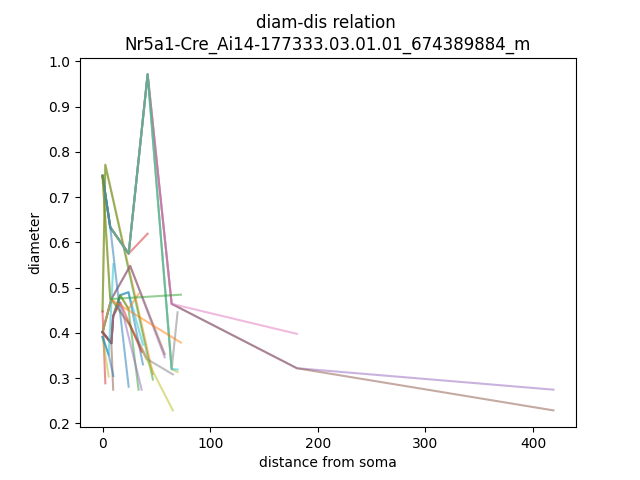 diam-dis relation
Nr5a1-Cre_Ai14-177333.03.01.01_674389884_m
1.0
0.9
0.8
0.7
0.6
0.5
0.4
0.3
0.2
diameter
0 100 200 300 400
distance from soma